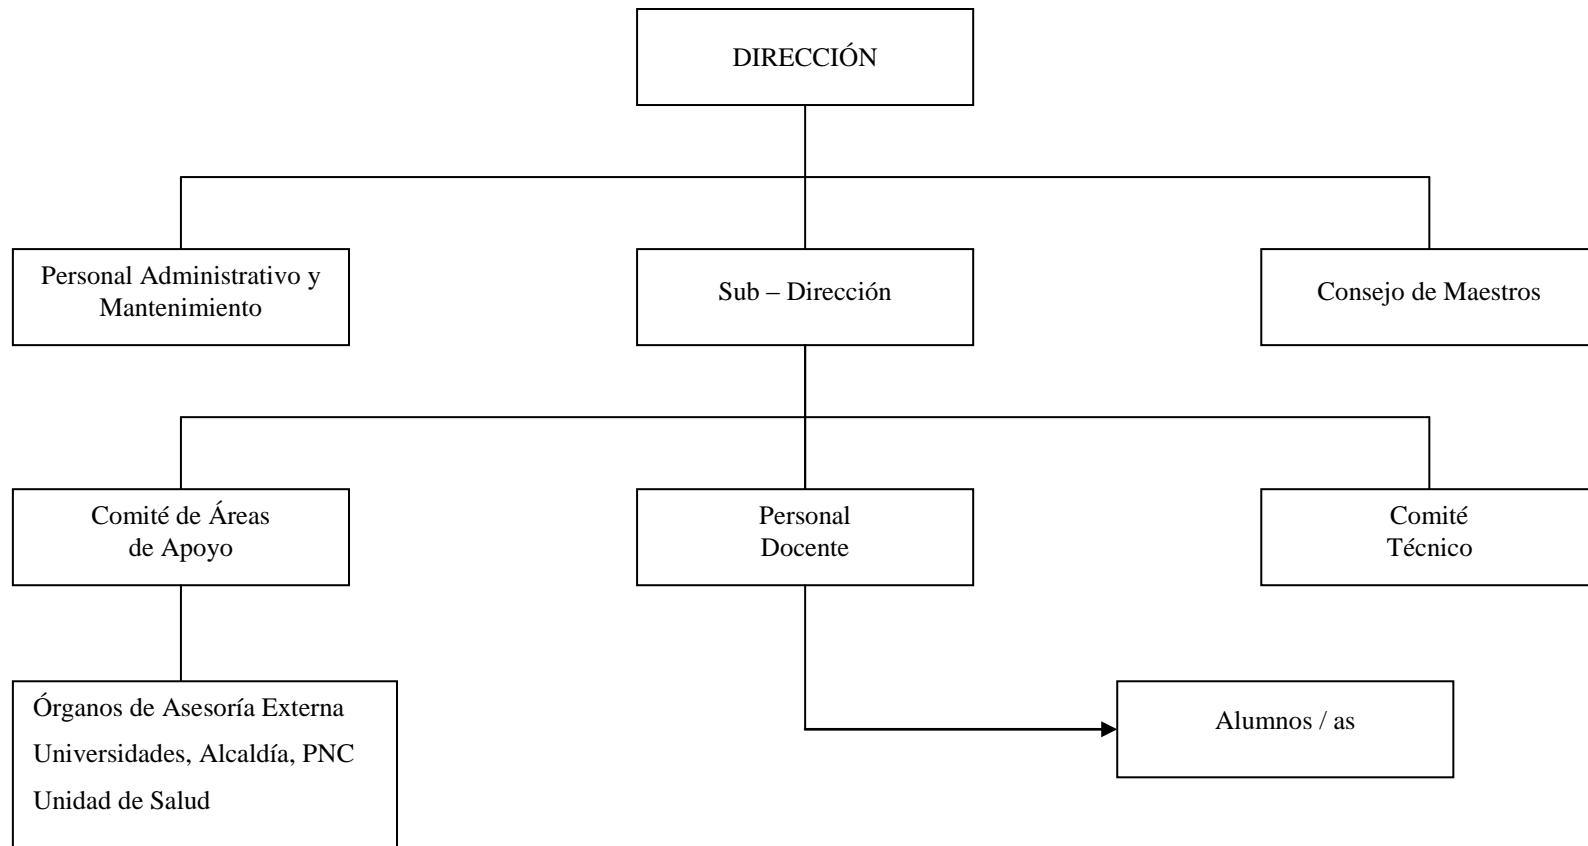 DIRECCIÓN
Personal Administrativo y
Mantenimiento
Sub – Dirección
Consejo de Maestros
Comité de Áreas
de Apoyo
Personal
Docente
Comité
Técnico
Órganos de Asesoría Externa
Universidades, Alcaldía, PNC
Unidad de Salud
Alumnos / as